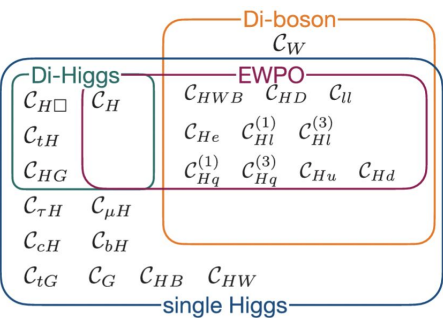 Di-boson
𝒞_W
Di-Higgs EWPO
𝒞_{H□} 𝒞_H 𝒞_{HWB} 𝒞_{HD} 𝒞_{ll}
𝒞_{tH} 𝒞_{He} 𝒞_{Hl}^{(1)} 𝒞_{Hl}^{(3)}
𝒞_{HG} 𝒞_{Hq}^{(1)} 𝒞_{Hq}^{(3)} 𝒞_{Hu} 𝒞_{Hd}
𝒞_{τH} 𝒞_{μH}
𝒞_{cH} 𝒞_{bH}
𝒞_{tG} 𝒞_G 𝒞_{HB} 𝒞_{HW}
single Higgs